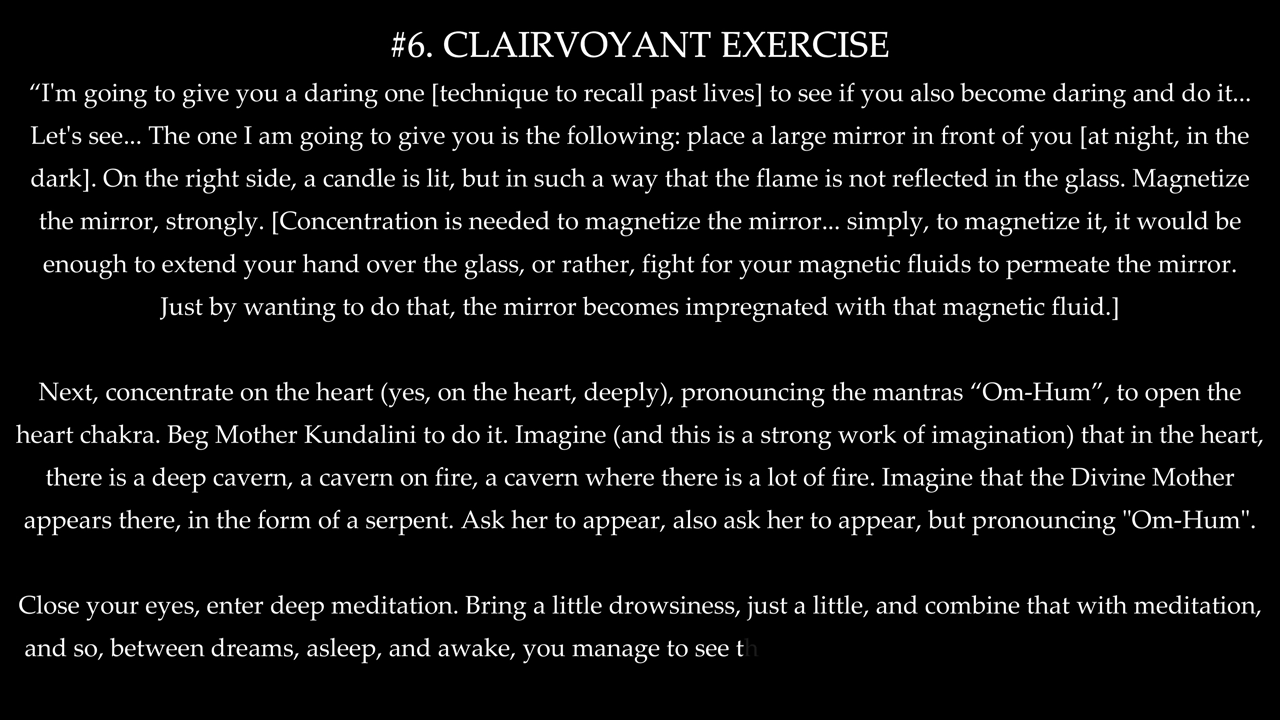 #6. CLAIRVOYANT EXERCISE
“I'm going to give you a daring one [technique to recall past lives] to see if you also become daring and do it...
Let's see... The one I am going to give you is the following: place a large mirror in front of you [at night, in the
dark]. On the right side, a candle is lit, but in such a way that the flame is not reflected in the glass. Magnetize
the mirror, strongly. [Concentration is needed to magnetize the mirror... simply, to magnetize it, it would be
enough to extend your hand over the glass, or rather, fight for your magnetic fluids to permeate the mirror.
Just by wanting to do that, the mirror becomes impregnated with that magnetic fluid.]
Next, concentrate on the heart (yes, on the heart, deeply), pronouncing the mantras “Om-Hum”, to open the
heart chakra. Beg Mother Kundalini to do it. Imagine (and this is a strong work of imagination) that in the heart,
there is a deep cavern, a cavern on fire, a cavern where there is a lot of fire. Imagine that the Divine Mother
appears there, in the form of a serpent. Ask her to appear, also ask her to appear, but pronouncing "Om-Hum".
Close your eyes, enter deep meditation. Bring a little drowsiness, just a little, and combine that with meditation,
and so, between dreams, asleep, and awake, you manage to see th